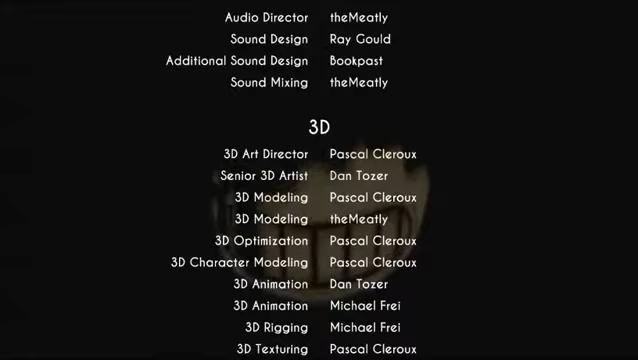 Audio Director theMeatly
Sound Design Ray Gould
Additional Sound Design Bookpast
Sound Mixing theMeatly
3D
3D Art Director Pascal Cleroux
Senior 3D Artist Dan Tozer
3D Modeling Pascal Cleroux
3D Modeling theMeatly
3D Optimization Pascal Cleroux
3D Character Modeling Pascal Cleroux
3D Animation Dan Tozer
3D Animation Michael Frei
3D Rigging Michael Frei
3D Texturing Pascal Cleroux